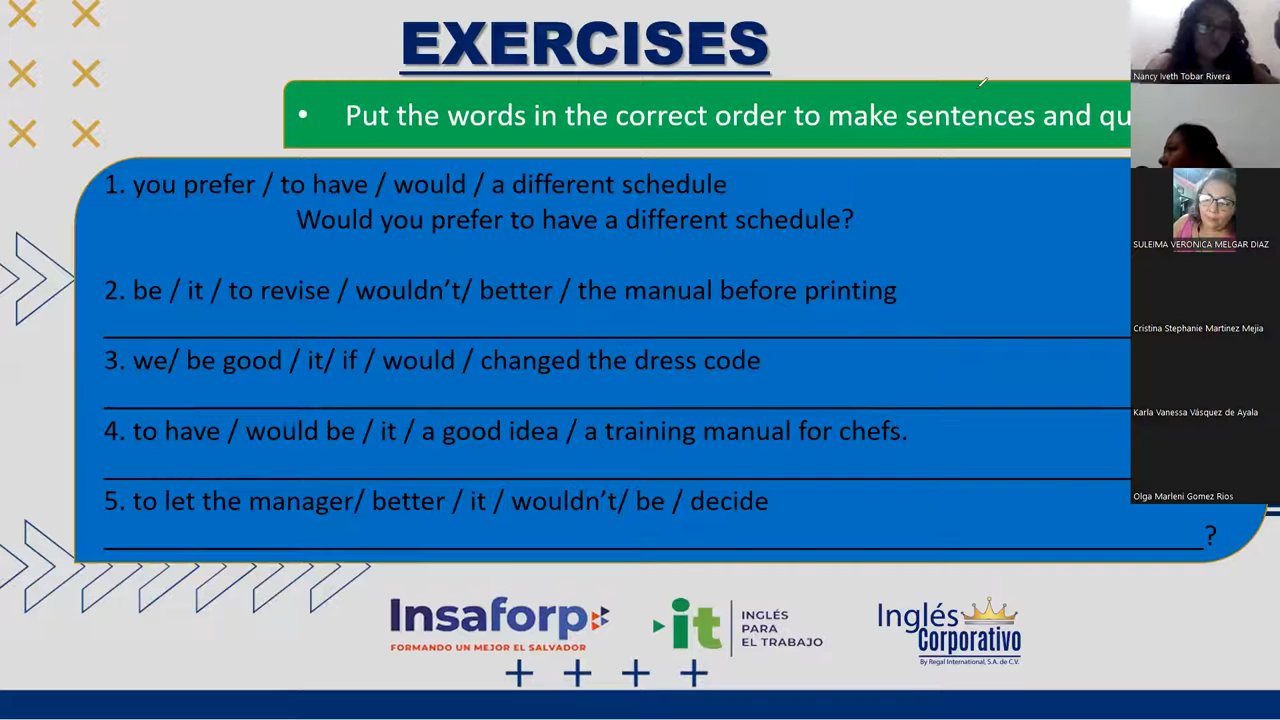 EXERCISES
• Put the words in the correct order to make sentences and qu
1. you prefer / to have / would / a different schedule
Would you prefer to have a different schedule?
2. be / it / to revise / wouldn't/ better / the manual before printing
3. we/ be good / it/ if / would / changed the dress code
4. to have / would be / it / a good idea / a training manual for chefs.
5. to let the manager/ better / it / wouldn't/ be / decide
?
Nancy Iveth Tobar Rivera
SULEIMA VERONICA MELGAR DIAZ
Cristina Stephanie Martinez Mejia
Karla Vanessa Vásquez de Ayala
Olga Marleni Gomez Rios
Insaforp
FORMANDO UN MEJOR EL SALVADOR
it
INGLÉS
PARA
EL TRABAJO
Inglés
Corporativo
By Regal International, S.A. de C.V.